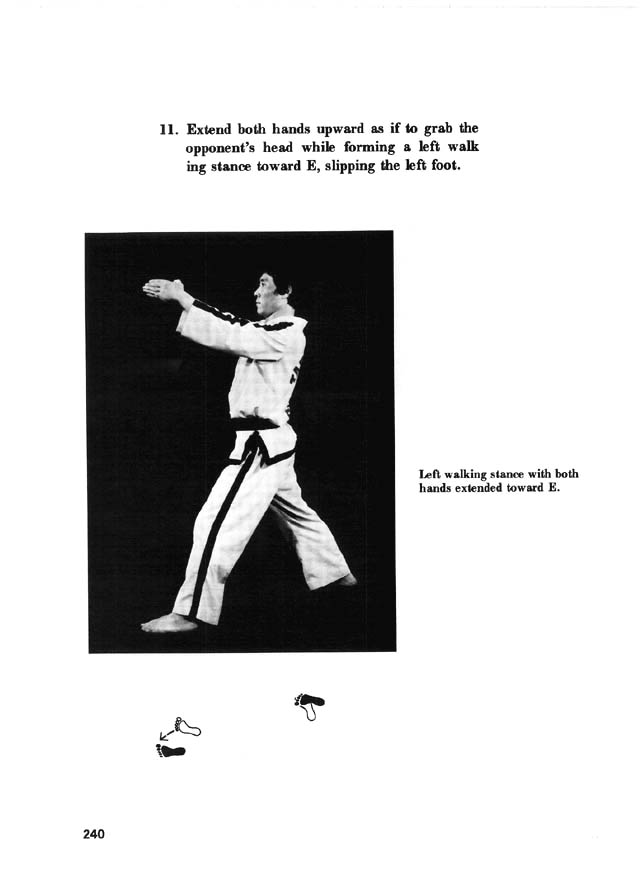 11. Extend both hands upward as if to grab the
opponent's head while forming a left walk
ing stance toward E, slipping the left foot.
Left walking stance with both
hands extended toward E.
240